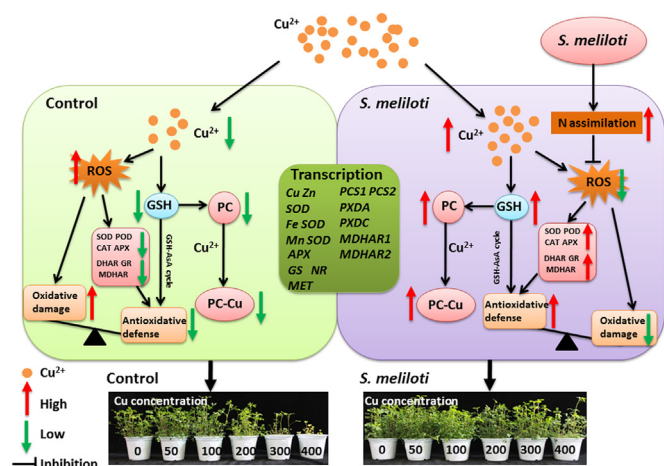 Cu²⁺
S. meliloti
Control
Cu²⁺
ROS
GSH
PC
SOD POD
CAT APX
DHAR GR
MDHAR
GSH-AsA cycle
Cu²⁺
Oxidative
damage
Antioxidative
defense
PC-Cu
Transcription
Cu Zn
SOD
Fe SOD
Mn SOD
APX
GS NR
MET
PCS1 PCS2
PXDA
PXDC
MDHAR1
MDHAR2
S. meliloti
Cu²⁺
N assimilation
ROS
PC
GSH
Cu²⁺
GSH-AsA cycle
SOD POD
CAT APX
DHAR GR
MDHAR
PC-Cu
Antioxidative
defense
Oxidative
damage
Cu²⁺
High
Low
Inhibition
Control
Cu concentration
0 50 100 200 300 400
S. meliloti
Cu concentration
0 50 100 200 300 400